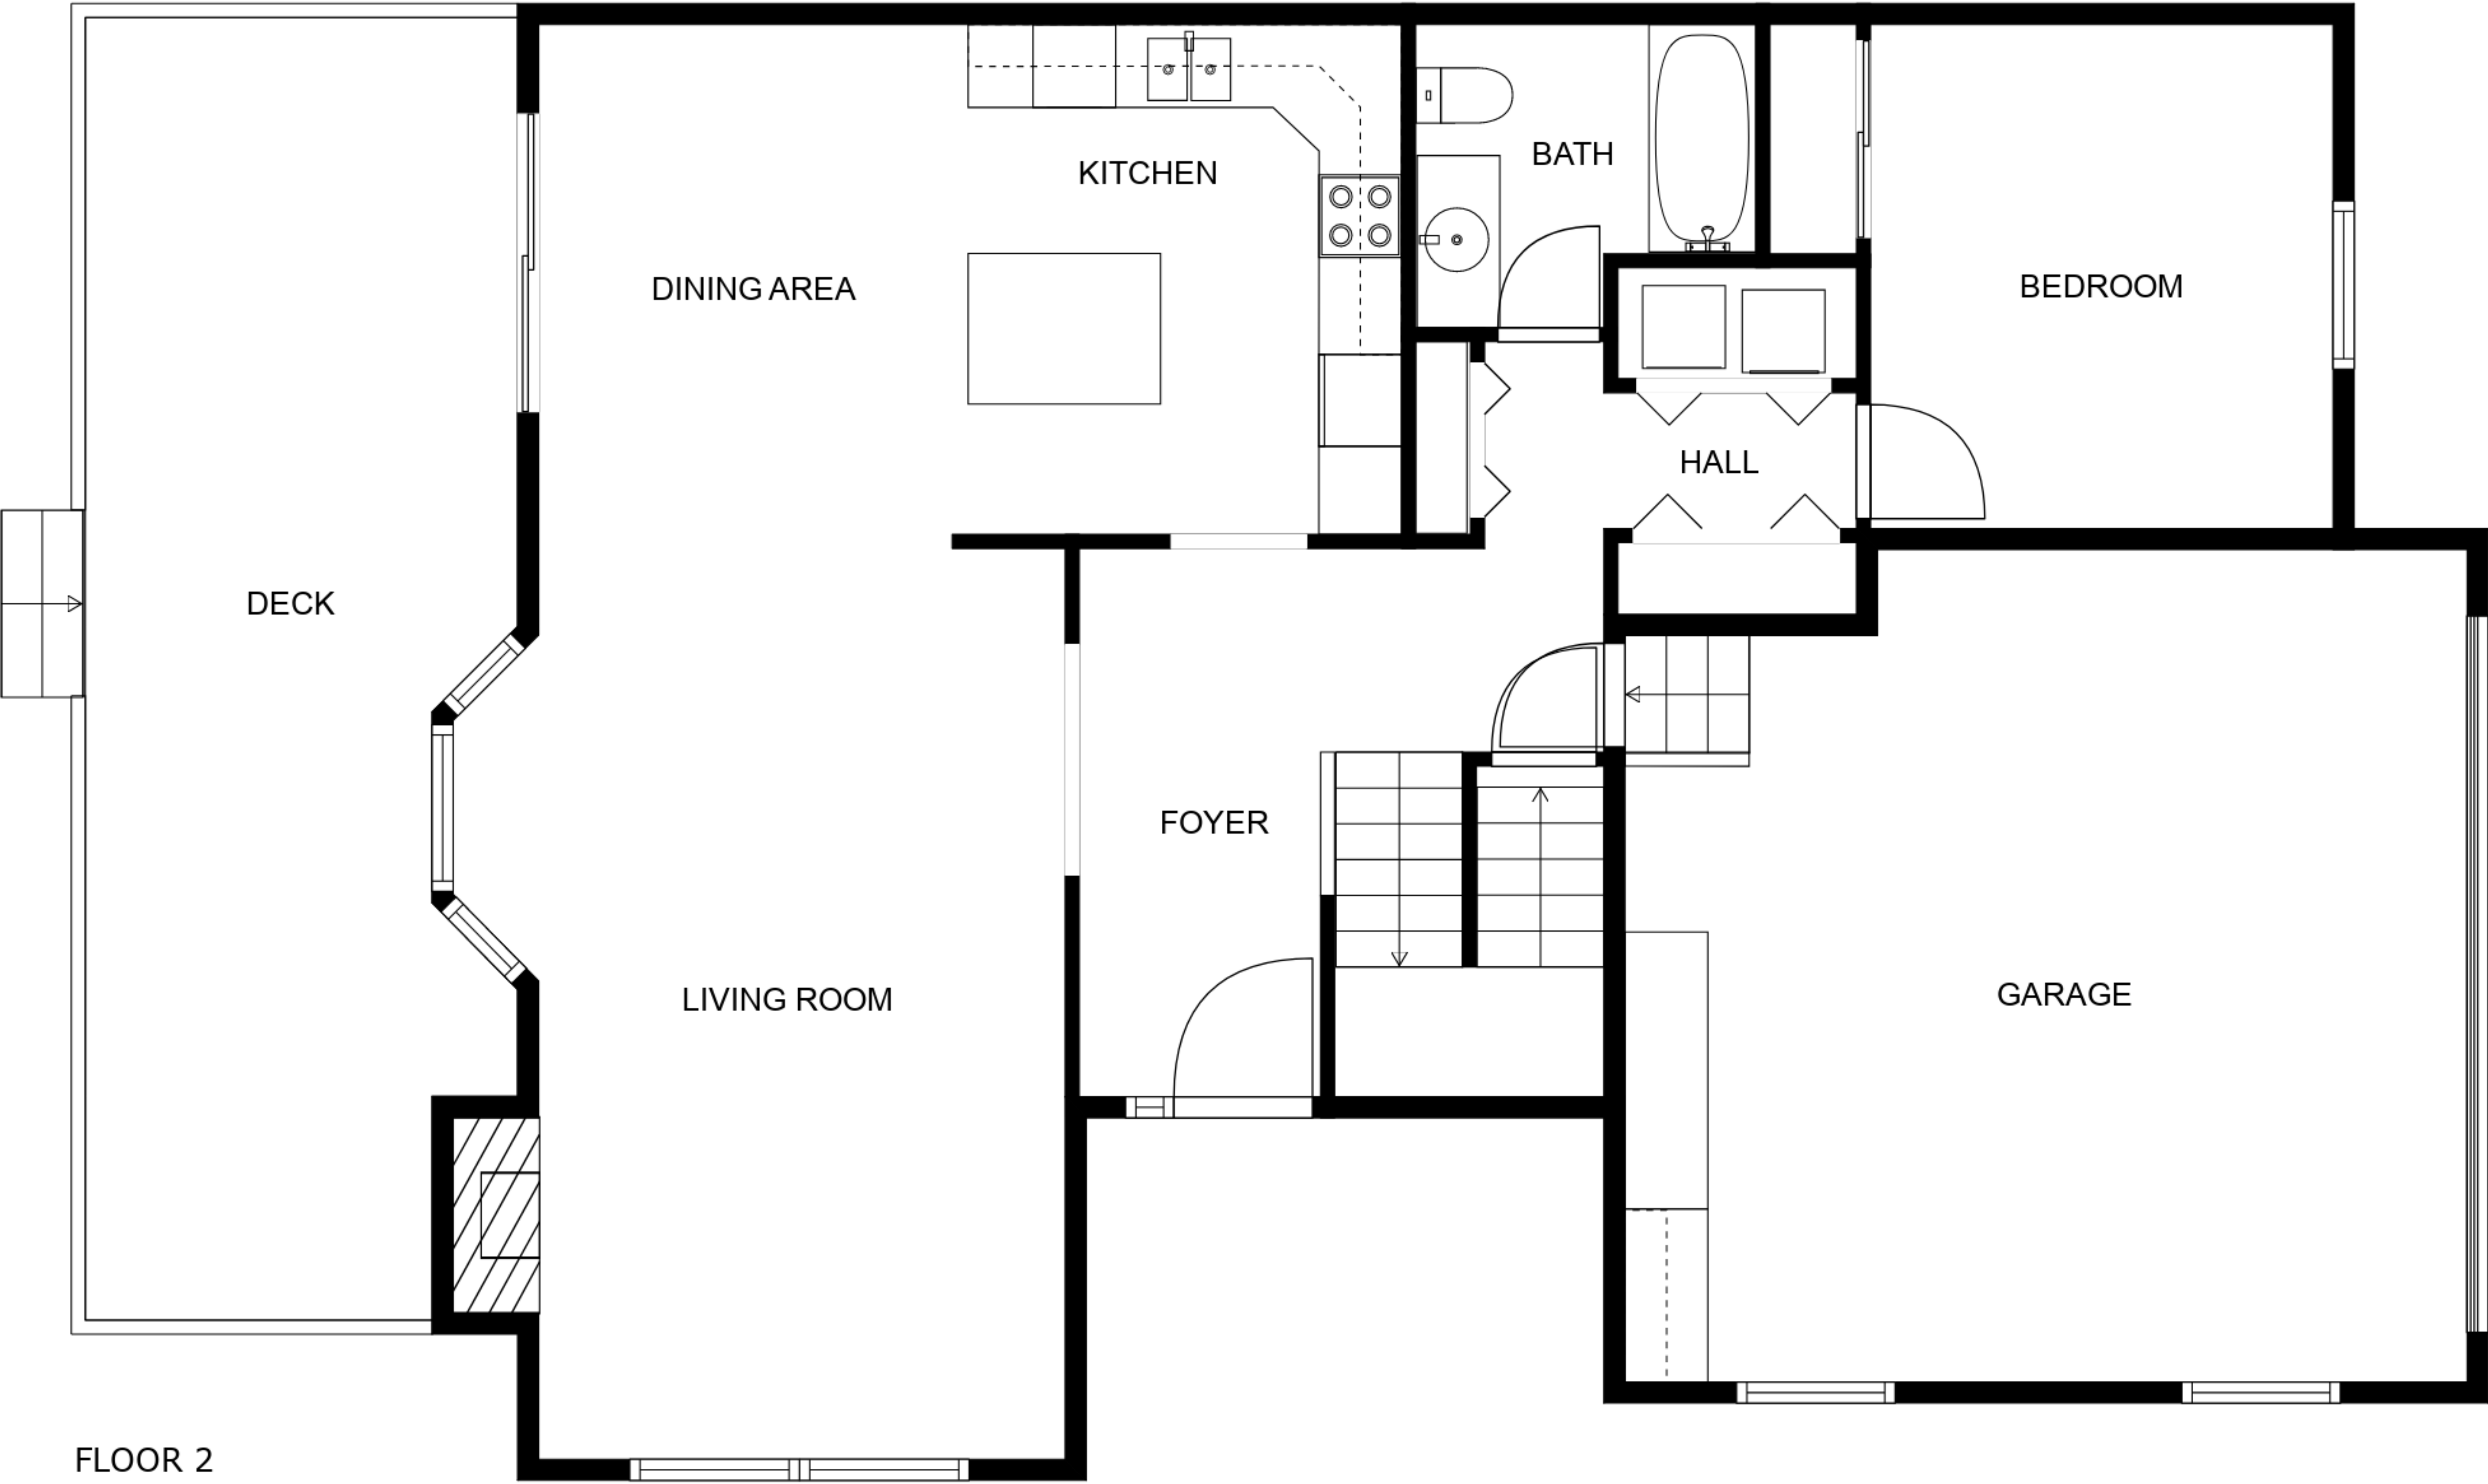 BATH
KITCHEN
DINING AREA
BEDROOM
HALL
DECK
FOYER
LIVING ROOM
GARAGE
FLOOR 2